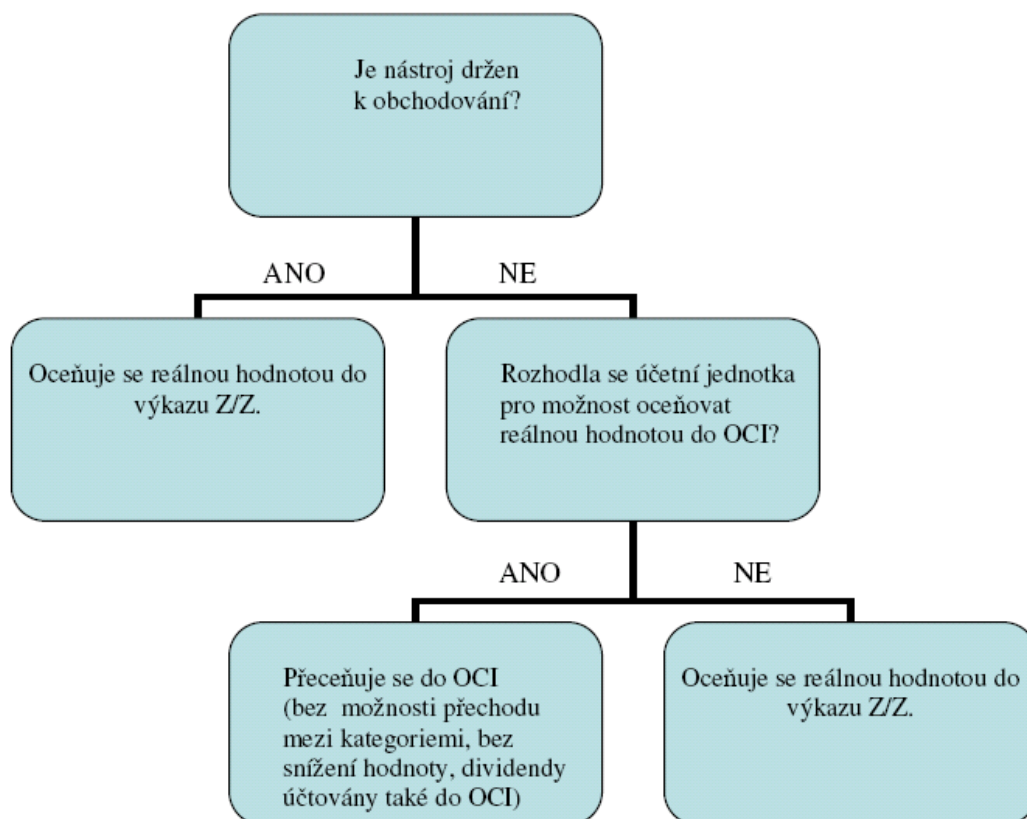 Je nástroj držen
k obchodování?
ANO
NE
Oceňuje se reálnou hodnotou do
výkazu Z/Z.
Rozhodla se účetní jednotka
pro možnost oceňovat
reálnou hodnotou do OCI?
ANO
NE
Přeceňuje se do OCI
(bez možnosti přechodu
mezi kategoriemi, bez
snížení hodnoty, dividendy
účtovány také do OCI)
Oceňuje se reálnou hodnotou do
výkazu Z/Z.